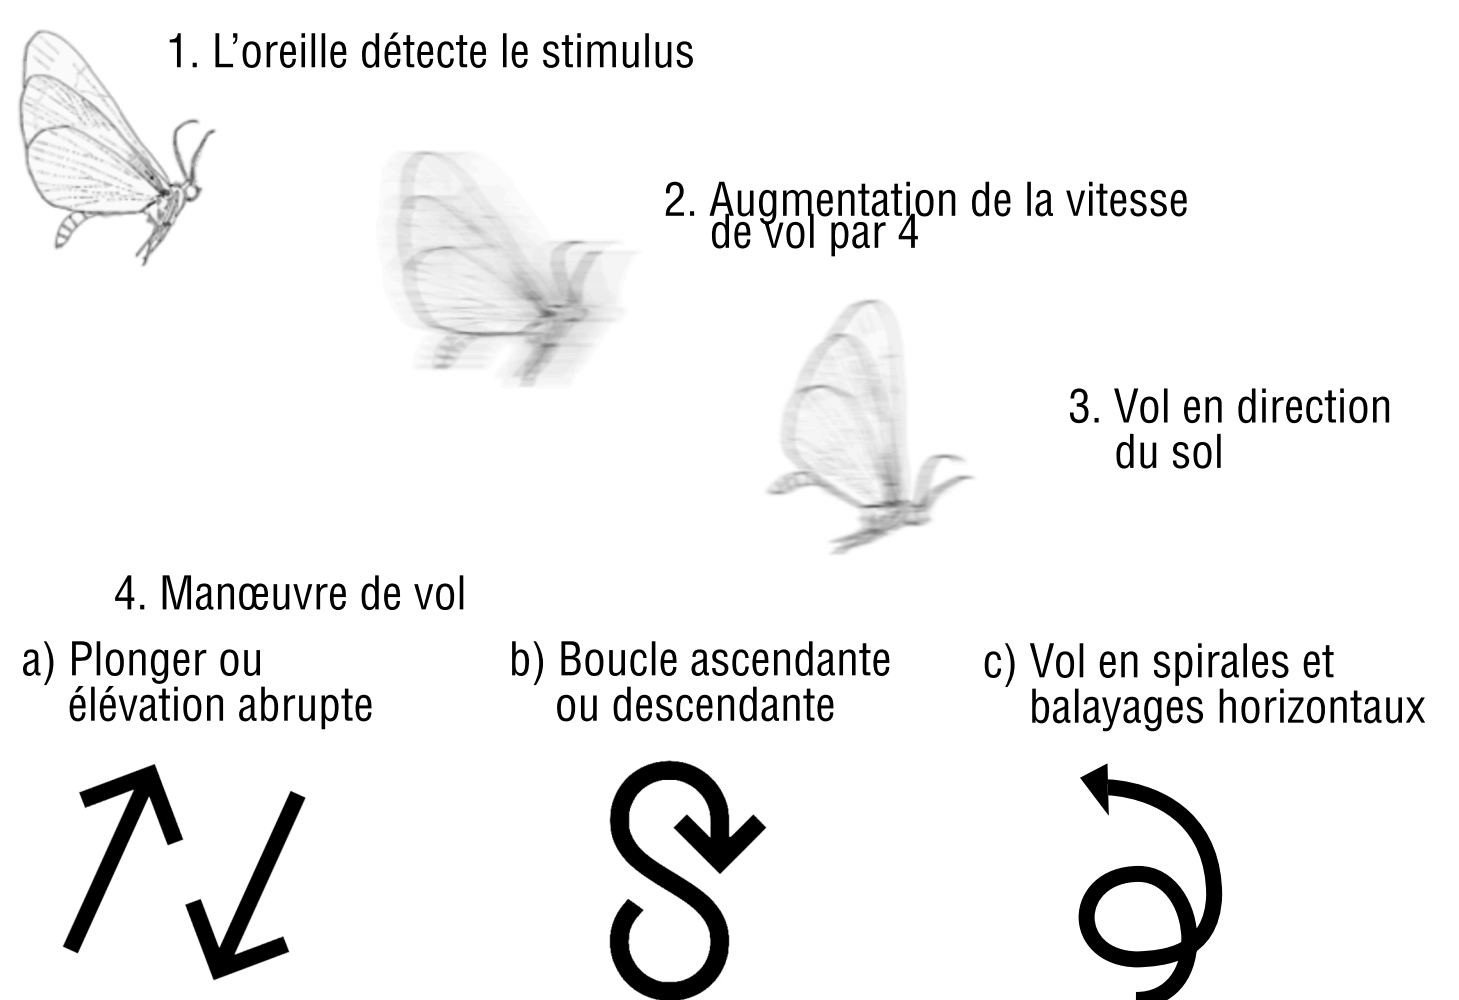 1. L’oreille détecte le stimulus
2. Augmentation de la vitesse
de vol par 4
3. Vol en direction
du sol
4. Manœuvre de vol
a) Plonger ou
élévation abrupte
b) Boucle ascendante
ou descendante
c) Vol en spirales et
balayages horizontaux